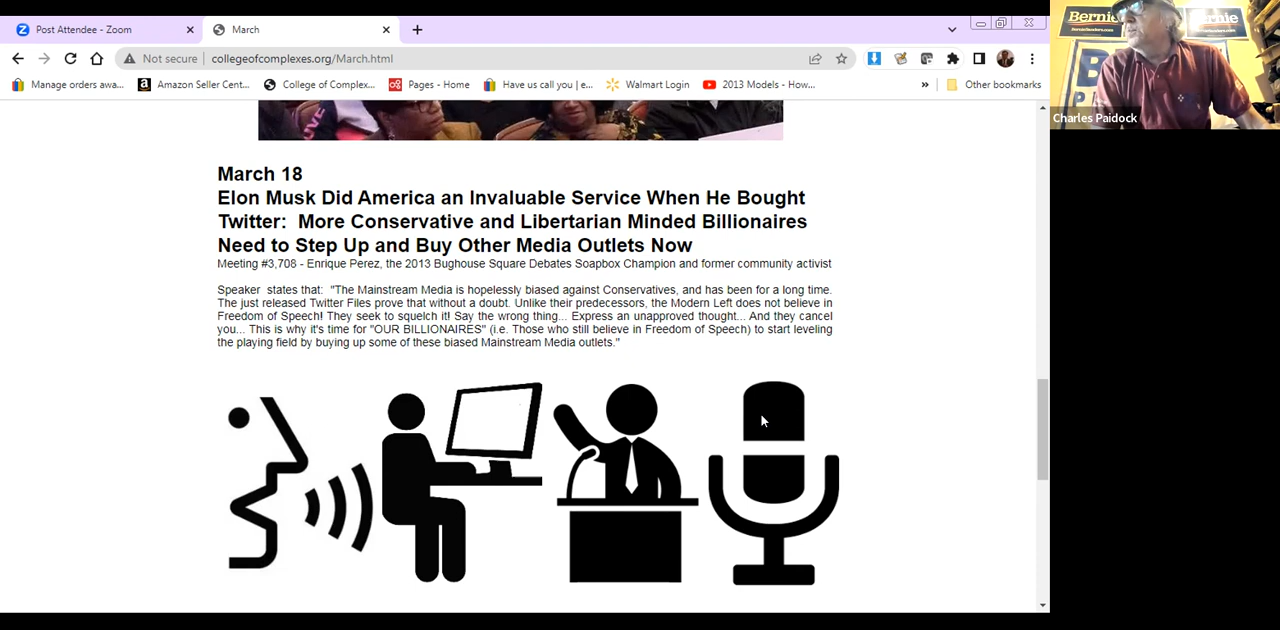 Post Attendee - Zoom
March
Not secure
collegeofcomplexes.org/March.html
Manage orders awa...
Amazon Seller Cent...
College of Complex...
Pages - Home
Have us call you | e...
Walmart Login
2013 Models - How...
»
Other bookmarks
March 18
Elon Musk Did America an Invaluable Service When He Bought
Twitter: More Conservative and Libertarian Minded Billionaires
Need to Step Up and Buy Other Media Outlets Now
Meeting #3,708 - Enrique Perez, the 2013 Bughouse Square Debates Soapbox Champion and former community activist
Speaker states that: "The Mainstream Media is hopelessly biased against Conservatives, and has been for a long time.
The just released Twitter Files prove that without a doubt. Unlike their predecessors, the Modern Left does not believe in
Freedom of Speech! They seek to squelch it! Say the wrong thing... Express an unapproved thought... And they cancel
you... This is why it's time for "OUR BILLIONAIRES" (i.e. Those who still believe in Freedom of Speech) to start leveling
the playing field by buying up some of these biased Mainstream Media outlets."
Bernie
Charles Paidock